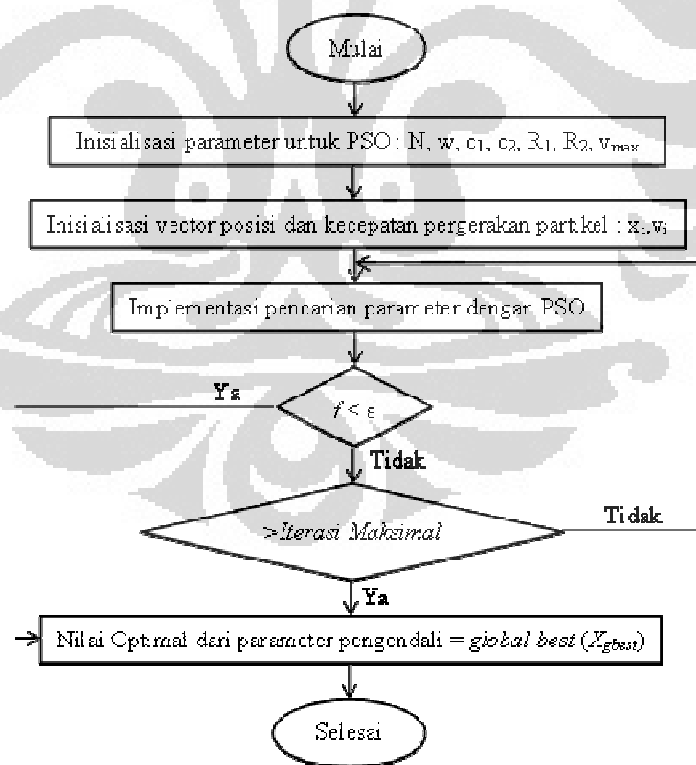 Mulai
Inisialisasi parameter untuk PSO : N, w, c₁, c₂, R₁, R₂, vₘₐₓ
Inisialisasi vector posisi dan kecepatan pergerakan partikel : xᵢ,vᵢ
Implementasi pencarian parameter dengan PSO
Ya
f < ε
Tidak
>Iterasi Maksimal
Tidak
Ya
Nilai Optimal dari parameter pengendali = global best (X_gbest)
Selesai